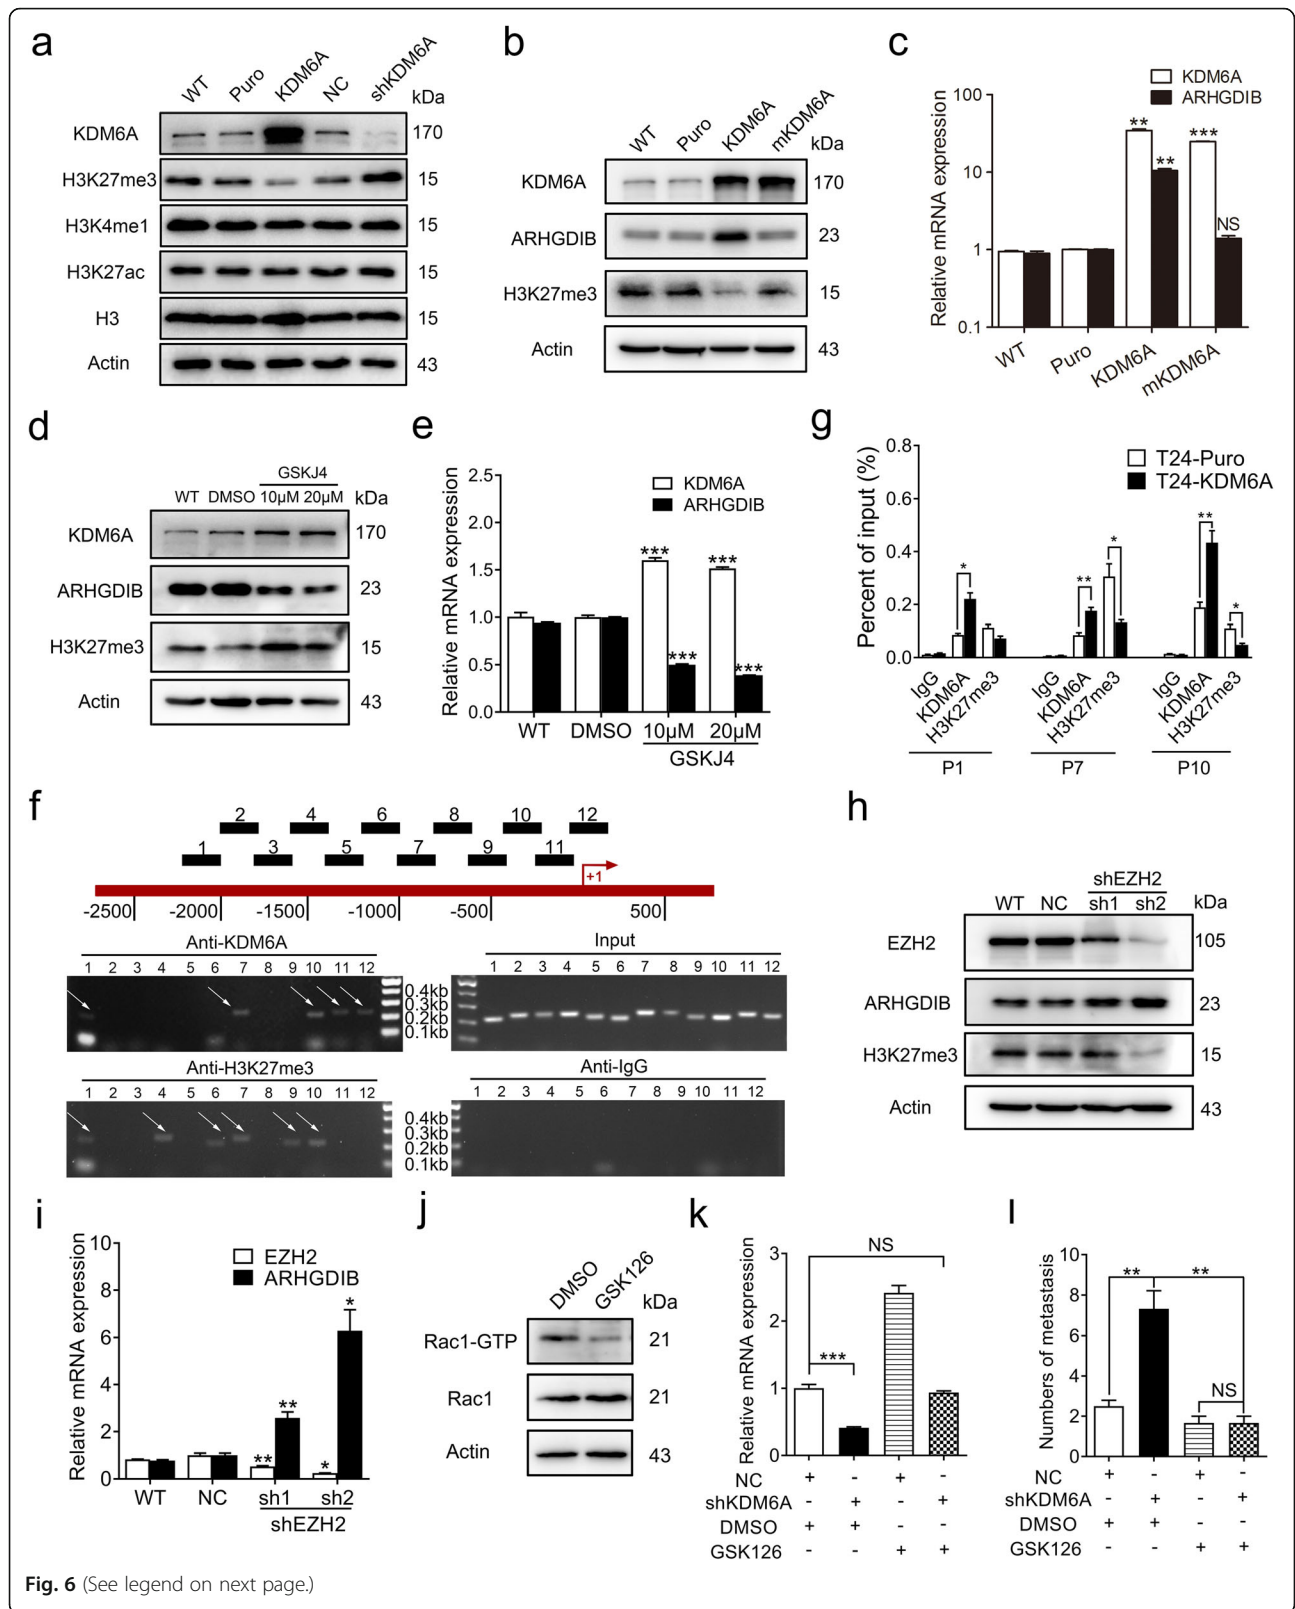 a
WT Puro KDM6A NC shKDM6A kDa
KDM6A 170
H3K27me3 15
H3K4me1 15
H3K27ac 15
H3 15
Actin 43
b
WT Puro KDM6A mKDM6A kDa
KDM6A 170
ARHGDIB 23
H3K27me3 15
Actin 43
c
KDM6A
ARHGDIB
Relative mRNA expression
100
10
1
0.1
** ** *** NS
WT Puro KDM6A mKDM6A
d
GSKJ4
WT DMSO 10μM 20μM kDa
KDM6A 170
ARHGDIB 23
H3K27me3 15
Actin 43
e
KDM6A
ARHGDIB
Relative mRNA expression
2.5
2.0
1.5
1.0
0.5
0.0
*** *** *** ***
WT DMSO 10μM 20μM
GSKJ4
g
T24-Puro
T24-KDM6A
Percent of input (%)
0.8
0.6
0.4
0.2
0.0
* ** * ** *
IgG KDM6A H3K27me3 IgG KDM6A H3K27me3 IgG KDM6A H3K27me3
P1 P7 P10
f
2 4 6 8 10 12
1 3 5 7 9 11
+1
-2500 -2000 -1500 -1000 -500 500
Anti-KDM6A
1 2 3 4 5 6 7 8 9 10 11 12
0.4kb
0.3kb
0.2kb
0.1kb
Input
1 2 3 4 5 6 7 8 9 10 11 12
Anti-H3K27me3
1 2 3 4 5 6 7 8 9 10 11 12
0.4kb
0.3kb
0.2kb
0.1kb
Anti-IgG
1 2 3 4 5 6 7 8 9 10 11 12
h
shEZH2
WT NC sh1 sh2 kDa
EZH2 105
ARHGDIB 23
H3K27me3 15
Actin 43
i
EZH2
ARHGDIB
Relative mRNA expression
10
8
6
4
2
0
** ** * *
WT NC sh1 sh2
shEZH2
j
DMSO GSK126 kDa
Rac1-GTP 21
Rac1 21
Actin 43
k
Relative mRNA expression
3
2
1
0
NS
***
NC + - + -
shKDM6A - + - +
DMSO + + - -
GSK126 - - + +
l
Numbers of metastasis
10
8
6
4
2
0
** **
NS
NC + - + -
shKDM6A - + - +
DMSO + + - -
GSK126 - - + +
Fig. 6 (See legend on next page.)